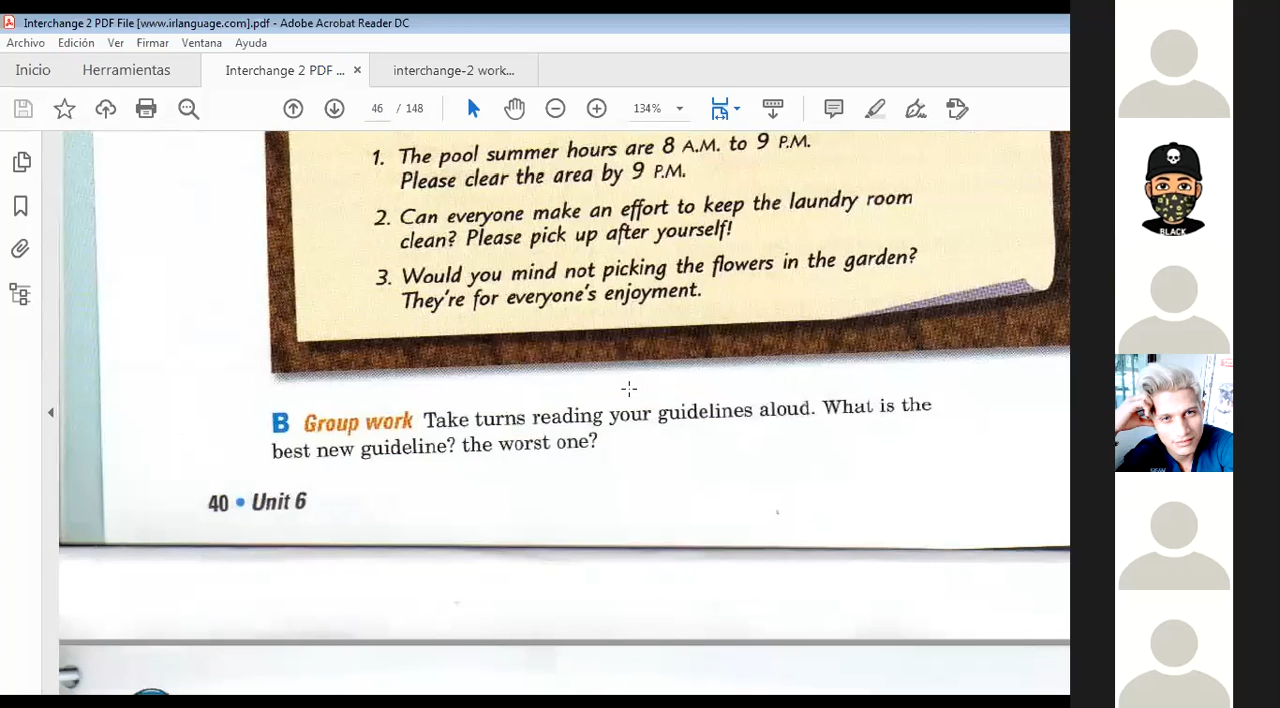 Interchange 2 PDF File [www.irlanguage.com].pdf - Adobe Acrobat Reader DC
Archivo Edición Ver Firmar Ventana Ayuda
Inicio Herramientas Interchange 2 PDF ... × interchange-2 work...
46 / 148 134%
1. The pool summer hours are 8 A.M. to 9 P.M.
Please clear the area by 9 P.M.
2. Can everyone make an effort to keep the laundry room
clean? Please pick up after yourself!
3. Would you mind not picking the flowers in the garden?
They're for everyone's enjoyment.
B Group work Take turns reading your guidelines aloud. What is the
best new guideline? the worst one?
40 • Unit 6
BLACK